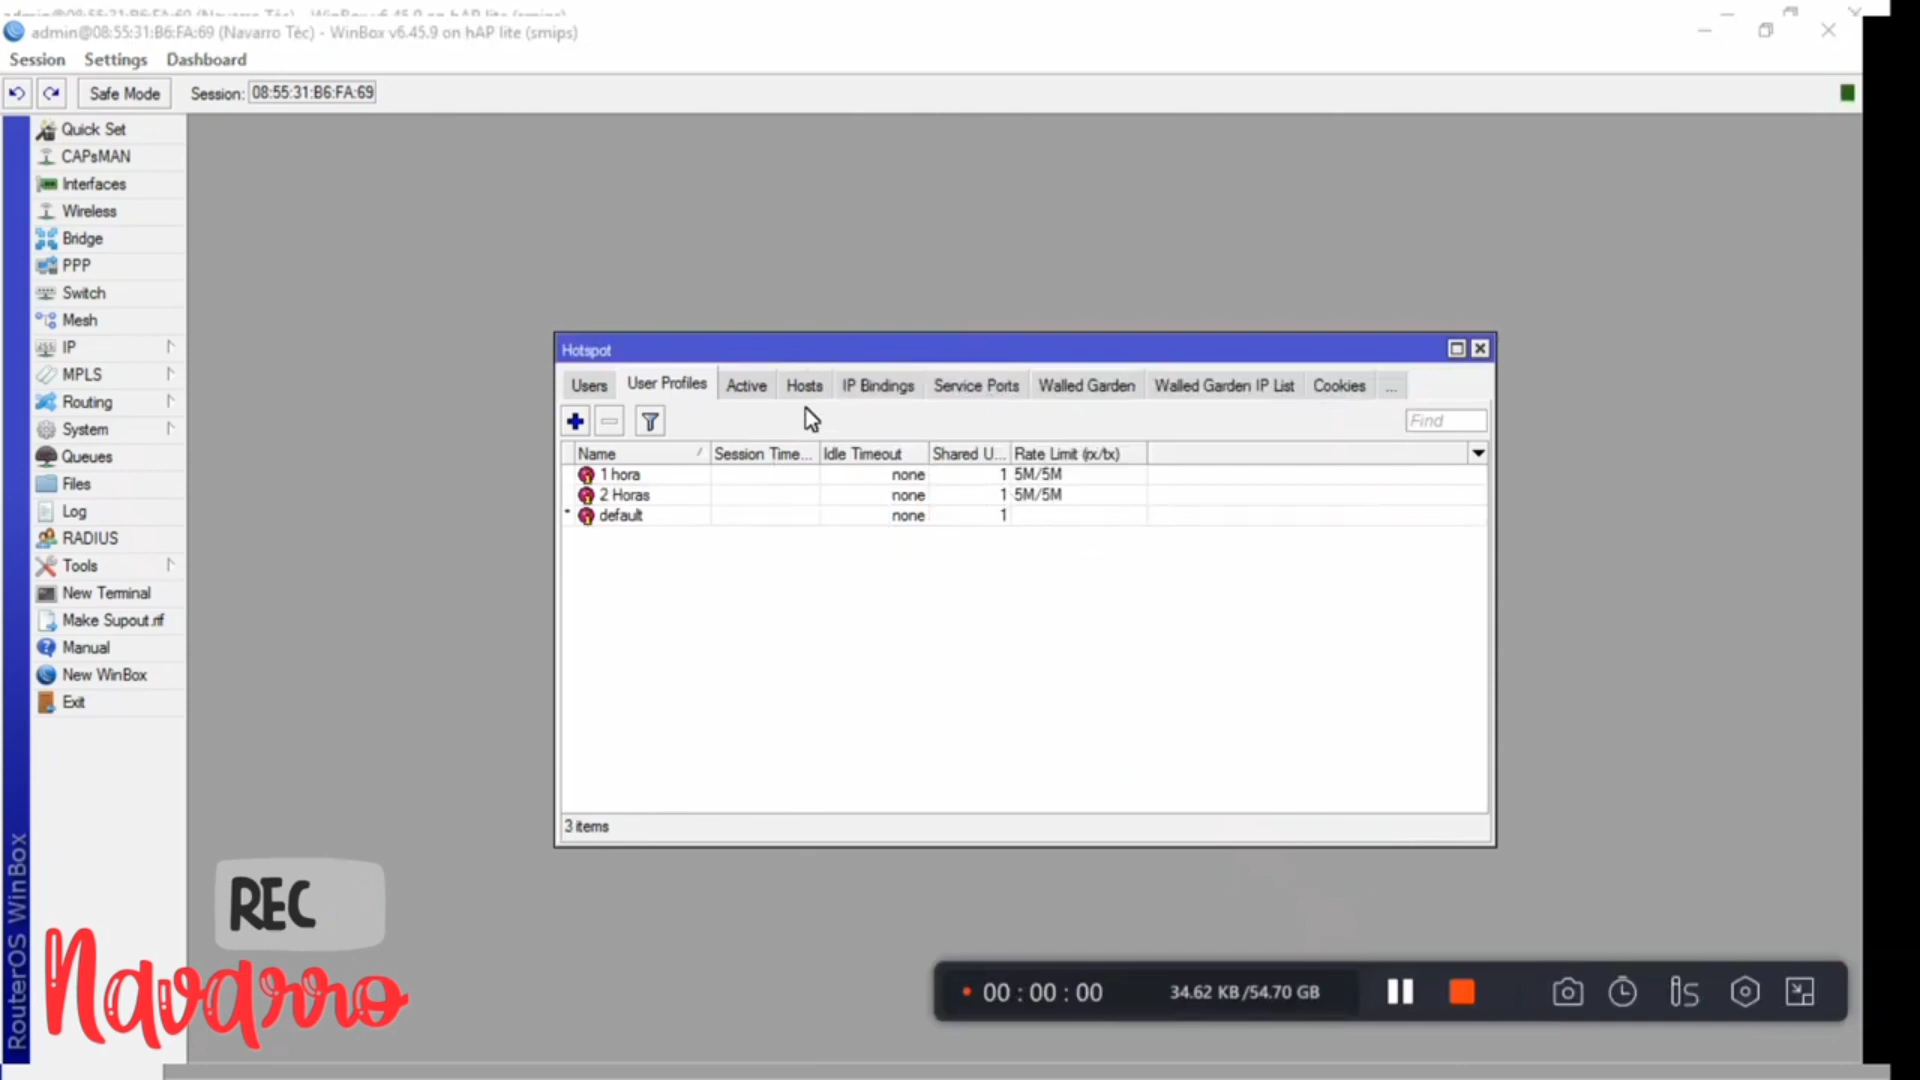 admin@08:55:31:B6:FA:69 (Navarro Tèc) - WinBox v6.45.9 on hAP lite (smips)
Session Settings Dashboard
Safe Mode Session: 08:55:31:B6:FA:69
Quick Set
CAPsMAN
Interfaces
Wireless
Bridge
PPP
Switch
Mesh
IP
MPLS
Routing
System
Queues
Files
Log
RADIUS
Tools
New Terminal
Make Supout.rif
Manual
New WinBox
Exit
RouterOS WinBox
Hotspot
Users User Profiles Active Hosts IP Bindings Service Ports Walled Garden Walled Garden IP List Cookies ...
Find
Name Session Time... Idle Timeout Shared U... Rate Limit (rx/tx)
1 hora none 1 5M/5M
2 Horas none 1 5M/5M
* default none 1
3 items
REC
Navarro
00 : 00 : 00 34.62 KB/54.70 GB